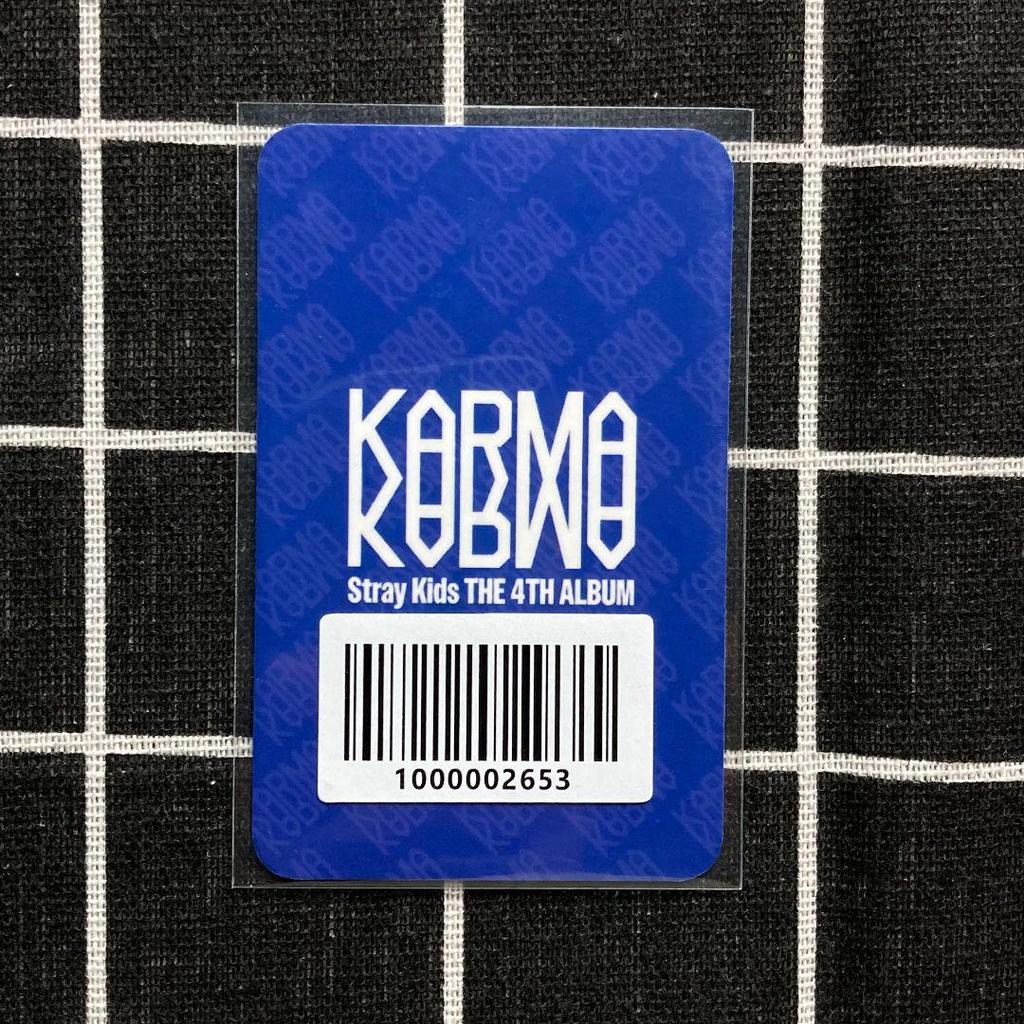 KARMA
Stray Kids THE 4TH ALBUM
1000002653